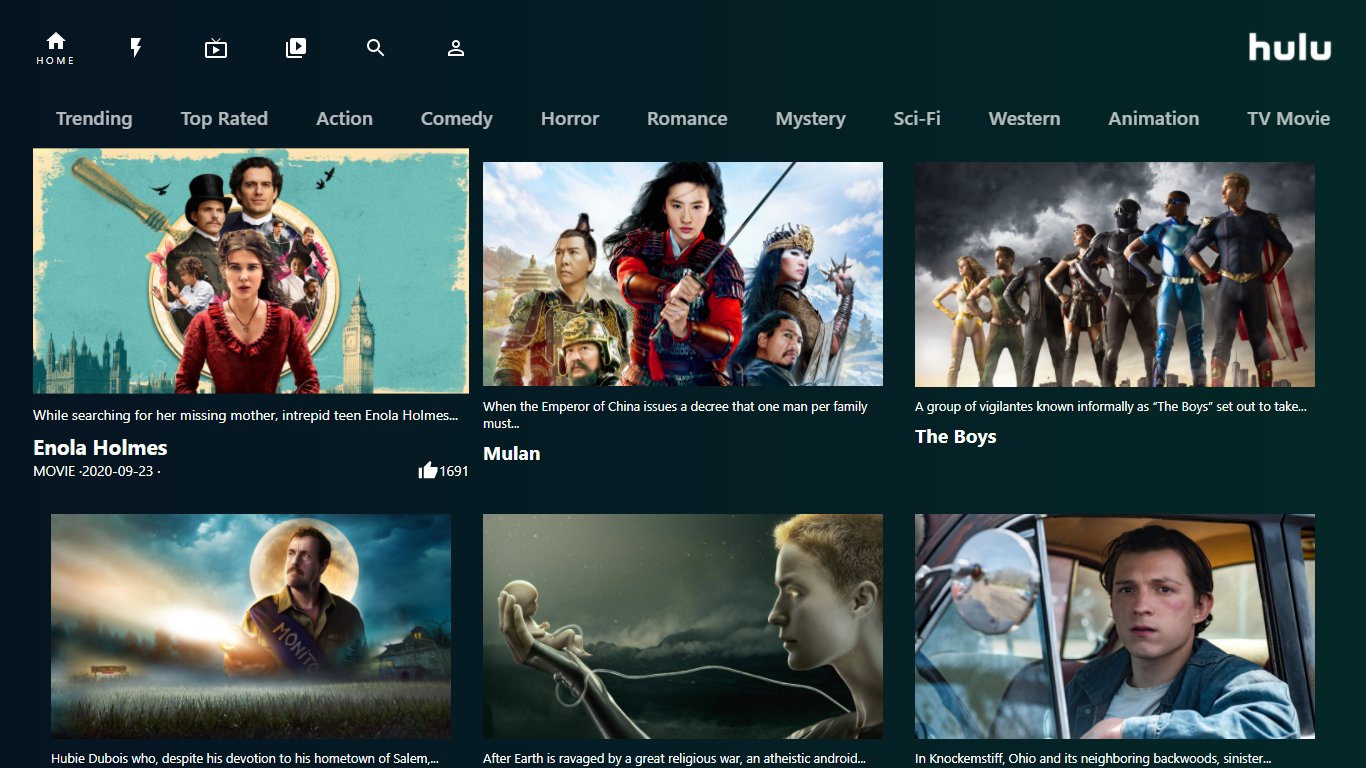 HOME
hulu
Trending
Top Rated
Action
Comedy
Horror
Romance
Mystery
Sci-Fi
Western
Animation
TV Movie
While searching for her missing mother, intrepid teen Enola Holmes...
Enola Holmes
MOVIE ·2020-09-23 ·
1691
When the Emperor of China issues a decree that one man per family
must...
Mulan
A group of vigilantes known informally as “The Boys” set out to take...
The Boys
MONITO
Hubie Dubois who, despite his devotion to his hometown of Salem,...
After Earth is ravaged by a great religious war, an atheistic android...
In Knockemstiff, Ohio and its neighboring backwoods, sinister...